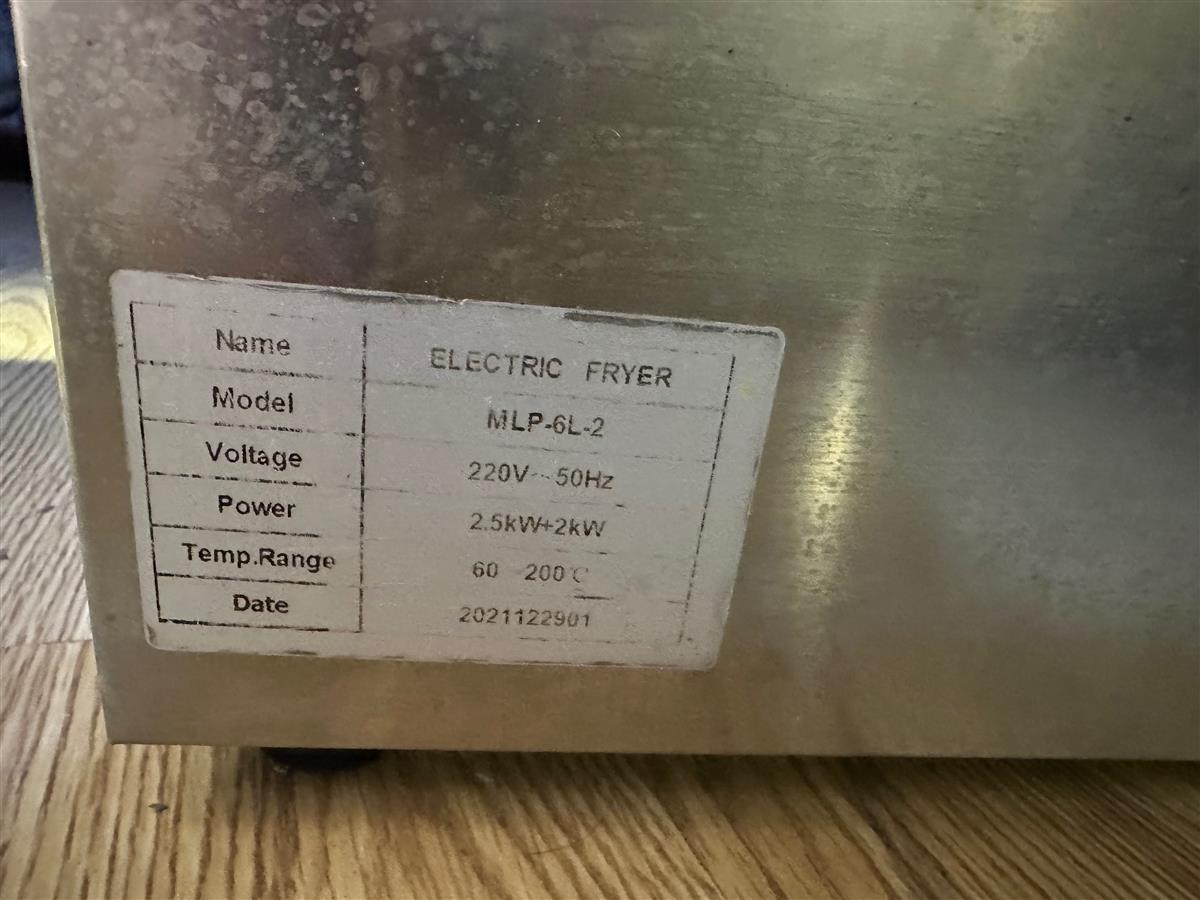 Name ELECTRIC FRYER
Model MLP-6L-2
Voltage 220V~50Hz
Power 2.5kW+2kW
Temp.Range 60 200℃
Date 2021122901